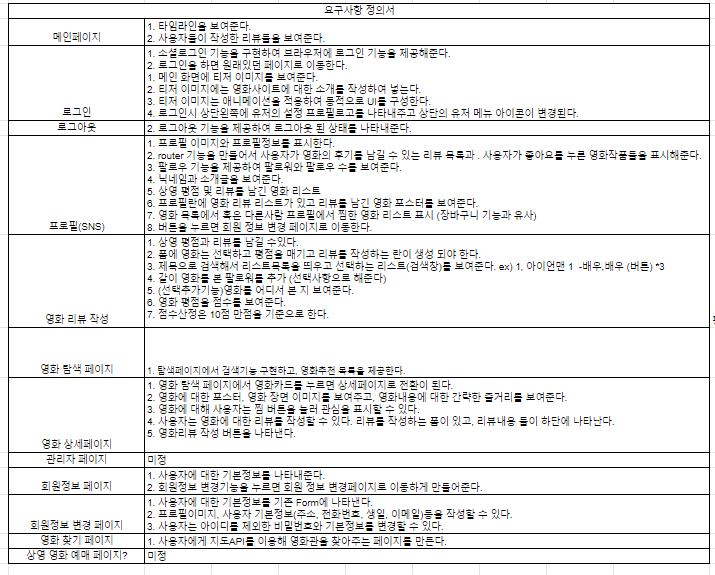 요구사항 정의서
메인페이지
1. 타임라인을 보여준다.
2. 사용자들이 작성한 리뷰들을 보여준다.
로그인
1. 소셜로그인 기능을 구현하여 브라우저에 로그인 기능을 제공해준다.
2. 로그인을 하면 원래있던 페이지로 이동한다.
1. 메인 화면에 티저 이미지를 보여준다.
2. 티저 이미지에는 영화사이트에 대한 소개를 작성하여 넣는다.
3. 티저 이미지는 애니메이션을 적용하여 동적으로 UI를 구성한다.
4. 로그인시 상단왼쪽에 유저의 설정 프로필로고를 나타내주고 상단의 유저 메뉴 아이콘이 변경된다.
로그아웃
2. 로그아웃 기능을 제공하여 로그아웃 된 상태를 나타내준다.
프로필(SNS)
1. 프로필 이미지와 프로필정보를 표시한다.
2. router 기능을 만들어서 사용자가 영화의 후기를 남길 수 있는 리뷰 목록과 . 사용자가 좋아요를 누른 영화작품들을 표시해준다.
3. 팔로우 기능을 제공하여 팔로워와 팔로우 수를 보여준다.
4. 닉네임과 소개글을 보여준다.
5. 상영 평점 및 리뷰를 남긴 영화 리스트
6. 프로필란에 영화 리뷰 리스트가 있고 리뷰를 남긴 영화 포스터를 보여준다.
7. 영화 목록에서 혹은 다른사람 프로필에서 찜한 영화 리스트 표시 (장바구니 기능과 유사)
8. 버튼을 누르면 회원 정보 변경 페이지로 이동한다.
영화 리뷰 작성
1. 상영 평점과 리뷰를 남길 수있다.
2. 폼에 영화는 선택하고 평점을 매기고 리뷰를 작성하는 란이 생성 되야 한다.
3. 제목으로 검색해서 리스트목록을 띄우고 선택하는 리스트(검색창)를 보여준다. ex) 1, 아이언맨 1 -배우,배우 (버튼) *3
4. 같이 영화를 본 팔로워를 추가 (선택사항으로 해준다)
5. (선택추가기능)영화를 어디서 본 지 보여준다.
6. 영화 평점을 점수를 보여준다.
7. 점수산정은 10점 만점을 기준으로 한다.
영화 탐색 페이지
1. 탐색페이지에서 검색기능 구현하고, 영화추천 목록을 제공한다.
영화 상세페이지
1. 영화 탐색 페이지에서 영화카드를 누르면 상세페이지로 전환이 된다.
2. 영화에 대한 포스터, 영화 장면 이미지를 보여주고, 영화내용에 대한 간략한 줄거리를 보여준다.
3. 영화에 대해 사용자는 찜 버튼을 눌러 관심을 표시할 수 있다.
4. 사용자는 영화에 대한 리뷰를 작성할 수 있다. 리뷰를 작성하는 폼이 있고, 리뷰내용 들이 하단에 나타난다.
5. 영화리뷰 작성 버튼을 나타낸다.
관리자 페이지
미정
회원정보 페이지
1. 사용자에 대한 기본정보를 나타내준다.
2. 회원정보 변경기능을 누르면 회원 정보 변경페이지로 이동하게 만들어준다.
회원정보 변경 페이지
1. 사용자에 대한 기본정보를 기존 Form에 나타낸다.
2. 프로필이미지, 사용자 기본정보(주소, 전화번호, 생일, 이메일)등을 작성할 수 있다.
3. 사용자는 아이디를 제외한 비밀번호와 기본정보를 변경할 수 있다.
영화 찾기 페이지
1. 사용자에게 지도API를 이용해 영화관을 찾아주는 페이지를 만든다.
상영 영화 예매 페이지?
미정